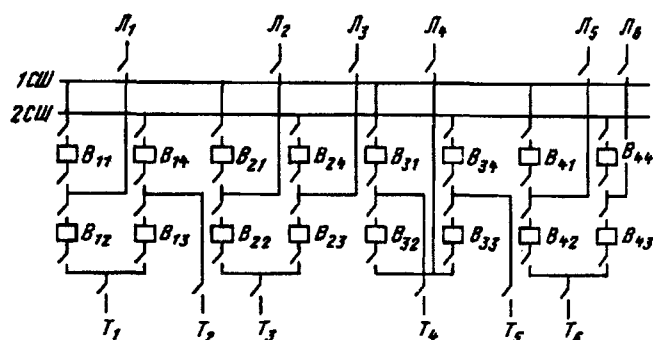 Л1 Л2 Л3 Л4 Л5 Л6
1СШ
2СШ
В11 В14 В21 В24 В31 В34 В41 В44
В12 В13 В22 В23 В32 В33 В42 В43
Т1 Т2 Т3 Т4 Т5 Т6